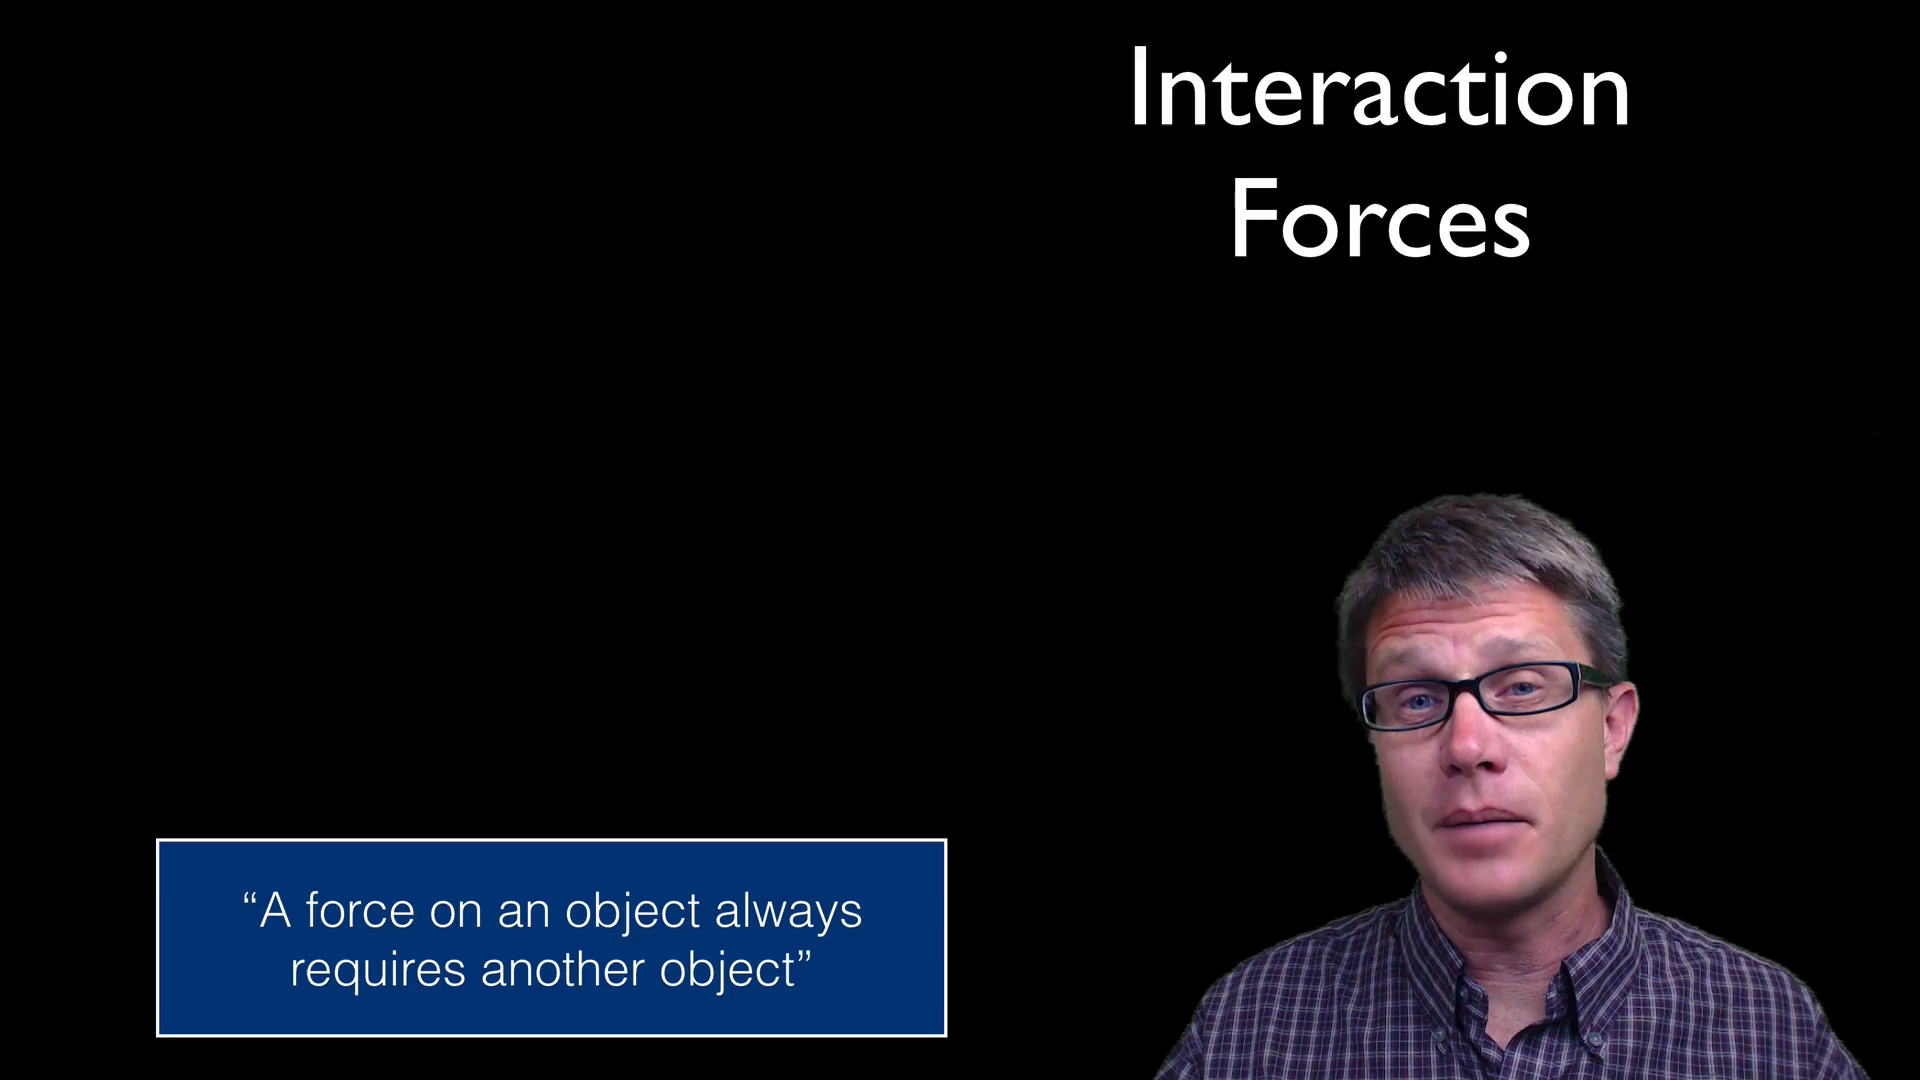 Interaction
Forces
“A force on an object always
requires another object”